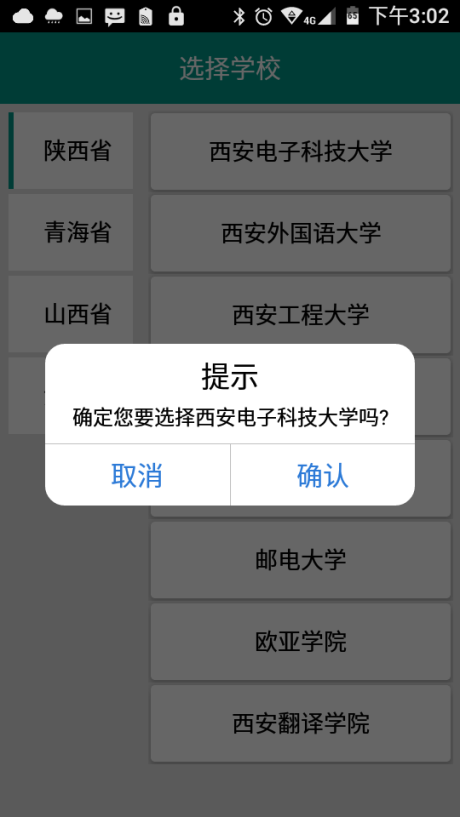 4G
65
下午3:02
选择学校
陕西省
西安电子科技大学
青海省
西安外国语大学
山西省
西安工程大学
提示
确定您要选择西安电子科技大学吗?
取消
确认
邮电大学
欧亚学院
西安翻译学院